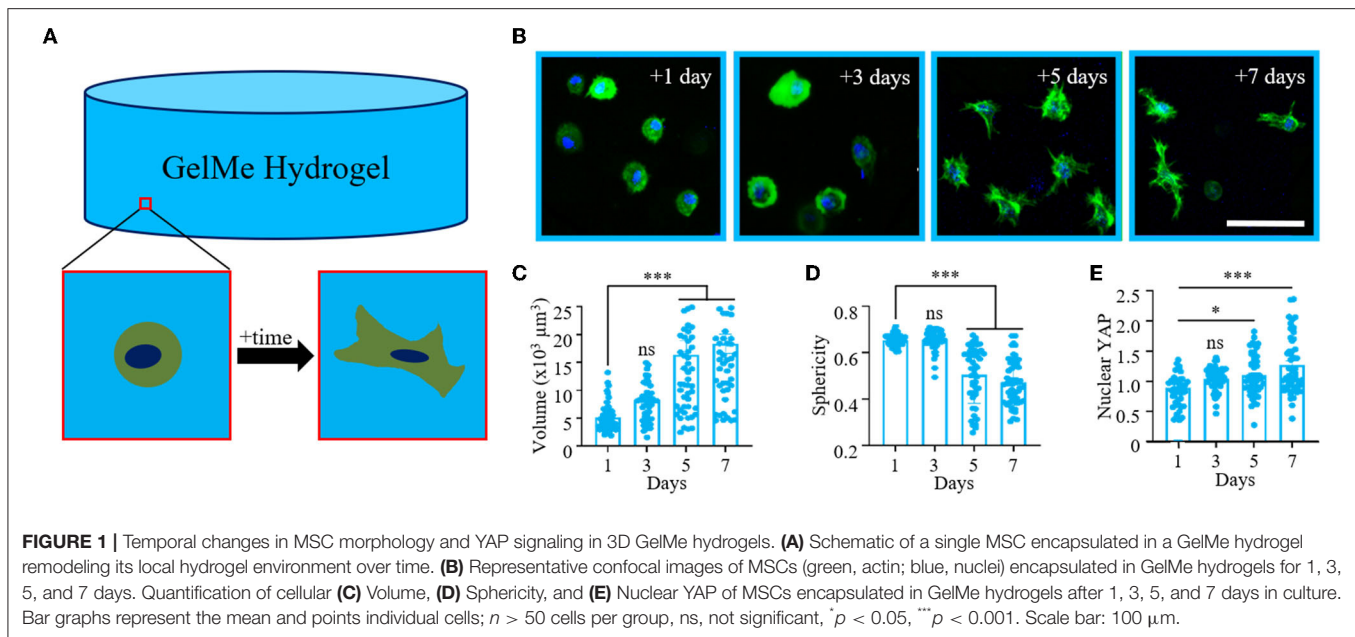 A
GelMe Hydrogel
+time
B
+1 day
+3 days
+5 days
+7 days
C
***
ns
Volume (x10³ μm³)
25
20
15
10
5
0
1 3 5 7
Days
D
***
ns
Sphericity
0.8
0.6
0.4
0.2
1 3 5 7
Days
E
***
*
ns
Nuclear YAP
2.5
2.0
1.5
1.0
0.5
0
1 3 5 7
Days
FIGURE 1 | Temporal changes in MSC morphology and YAP signaling in 3D GelMe hydrogels. (A) Schematic of a single MSC encapsulated in a GelMe hydrogel
remodeling its local hydrogel environment over time. (B) Representative confocal images of MSCs (green, actin; blue, nuclei) encapsulated in GelMe hydrogels for 1, 3,
5, and 7 days. Quantification of cellular (C) Volume, (D) Sphericity, and (E) Nuclear YAP of MSCs encapsulated in GelMe hydrogels after 1, 3, 5, and 7 days in culture.
Bar graphs represent the mean and points individual cells; n > 50 cells per group, ns, not significant, *p < 0.05, ***p < 0.001. Scale bar: 100 μm.